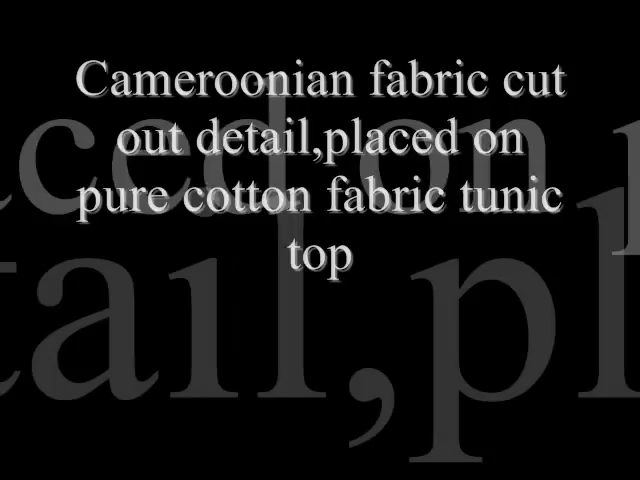 Cameroonian fabric cut
out detail,placed on
pure cotton fabric tunic
top